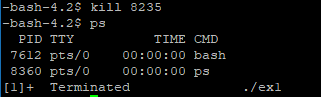 -bash-4.2$ kill 8235
-bash-4.2$ ps
  PID TTY          TIME CMD
 7612 pts/0    00:00:00 bash
 8360 pts/0    00:00:00 ps
[1]+  Terminated              ./ex1